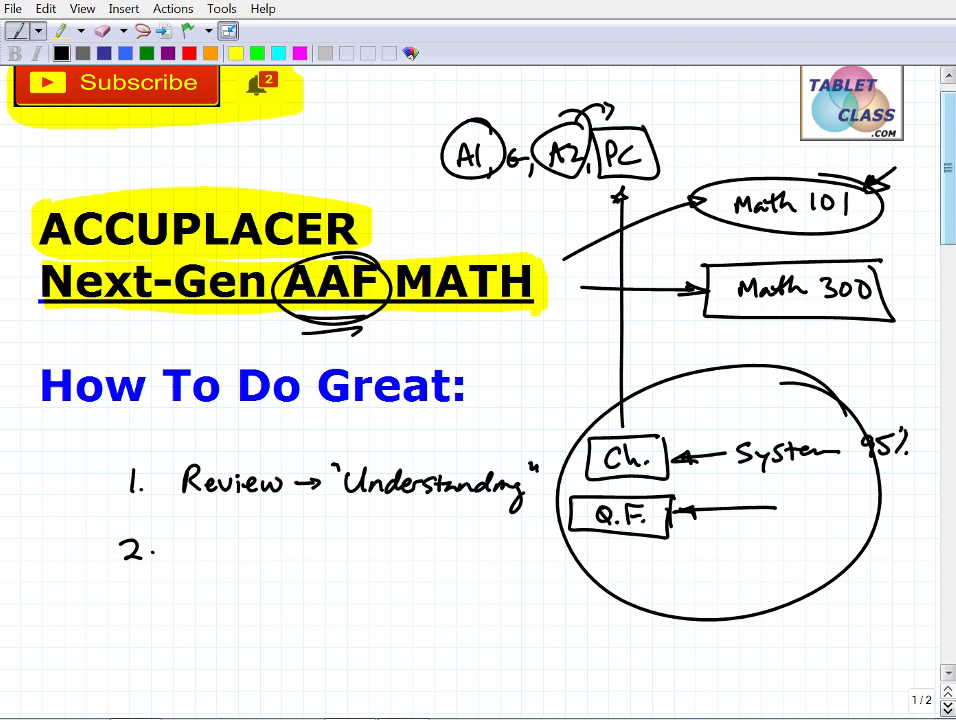 File Edit View Insert Actions Tools Help
B I
Subscribe 2
TABLET
CLASS
.COM
A1, G, A2, PC
Math 101
ACCUPLACER
Next-Gen AAF MATH
Math 300
How To Do Great:
Ch. System 95%
1. Review → "Understanding"
Q.F.
2.
1 / 2